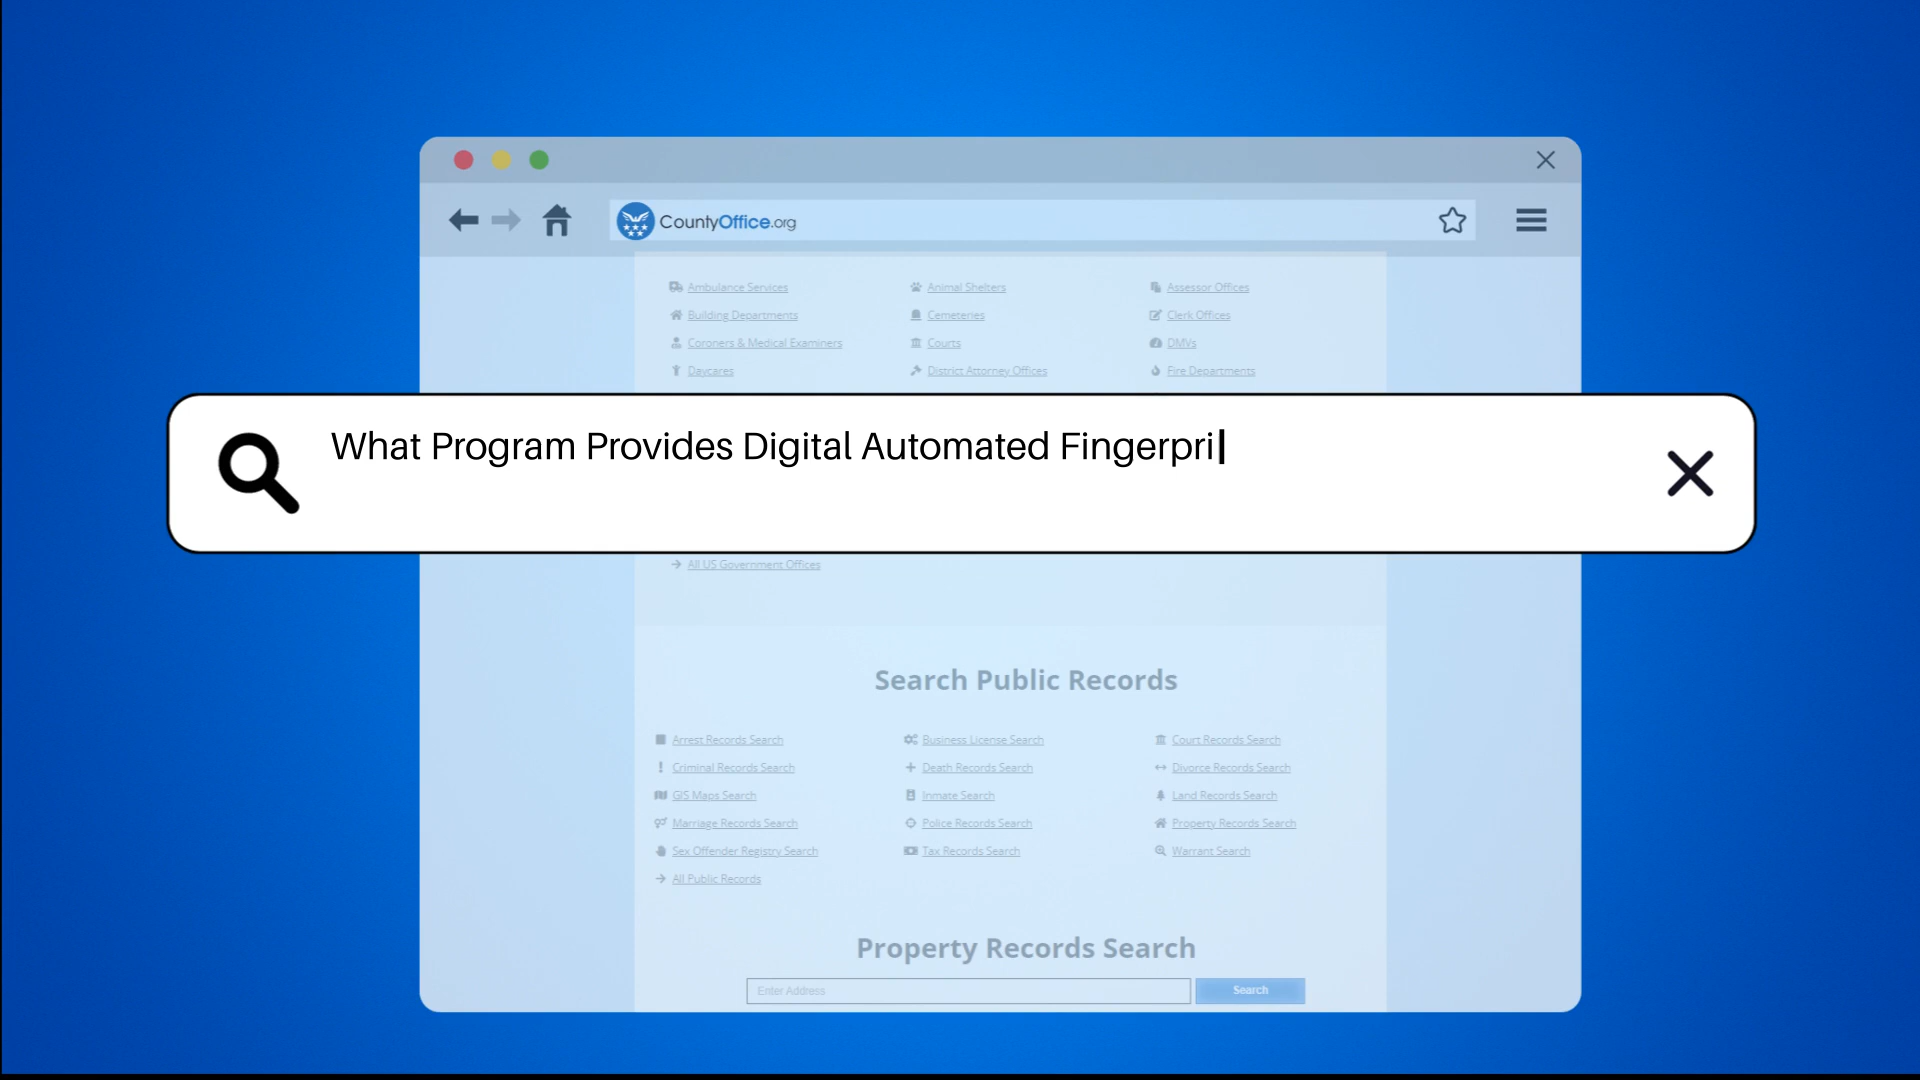 CountyOffice.org
Ambulance Services Animal Shelters Assessor Offices
Building Departments Cemeteries Clerk Offices
Coroners & Medical Examiners Courts DMVs
Daycares District Attorney Offices Fire Departments
What Program Provides Digital Automated Fingerpri
All US Government Offices
Search Public Records
Arrest Records Search Business License Search Court Records Search
Criminal Records Search Death Records Search Divorce Records Search
GIS Maps Search Inmate Search Land Records Search
Marriage Records Search Police Records Search Property Records Search
Sex Offender Registry Search Tax Records Search Warrant Search
All Public Records
Property Records Search
Enter Address Search